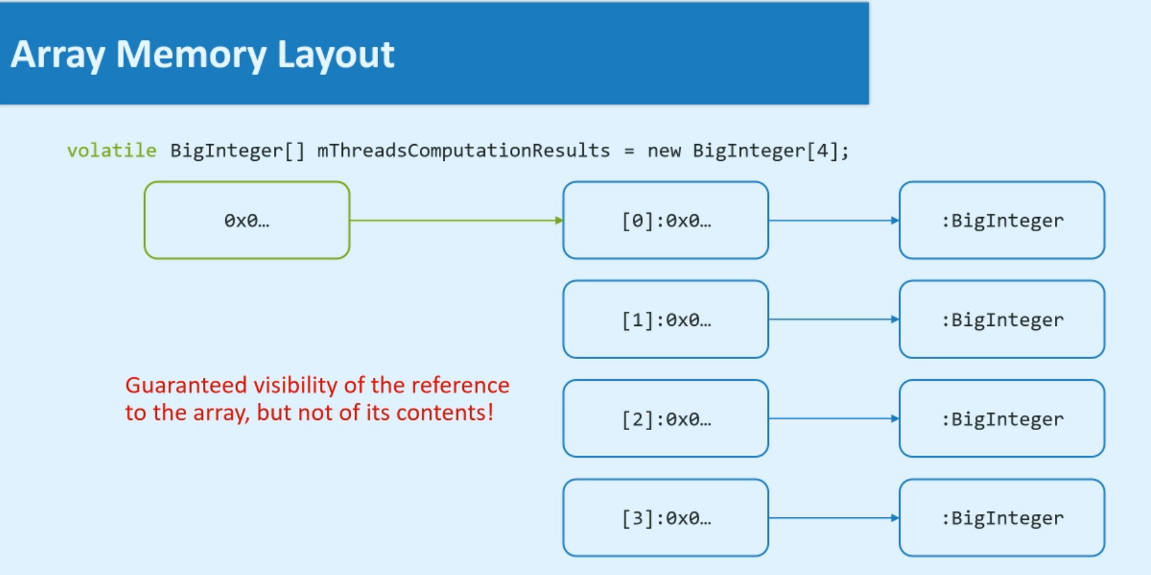 Array Memory Layout
volatile BigInteger[] mThreadsComputationResults = new BigInteger[4];
0x0…
[0]:0x0…
:BigInteger
[1]:0x0…
:BigInteger
Guaranteed visibility of the reference
to the array, but not of its contents!
[2]:0x0…
:BigInteger
[3]:0x0…
:BigInteger